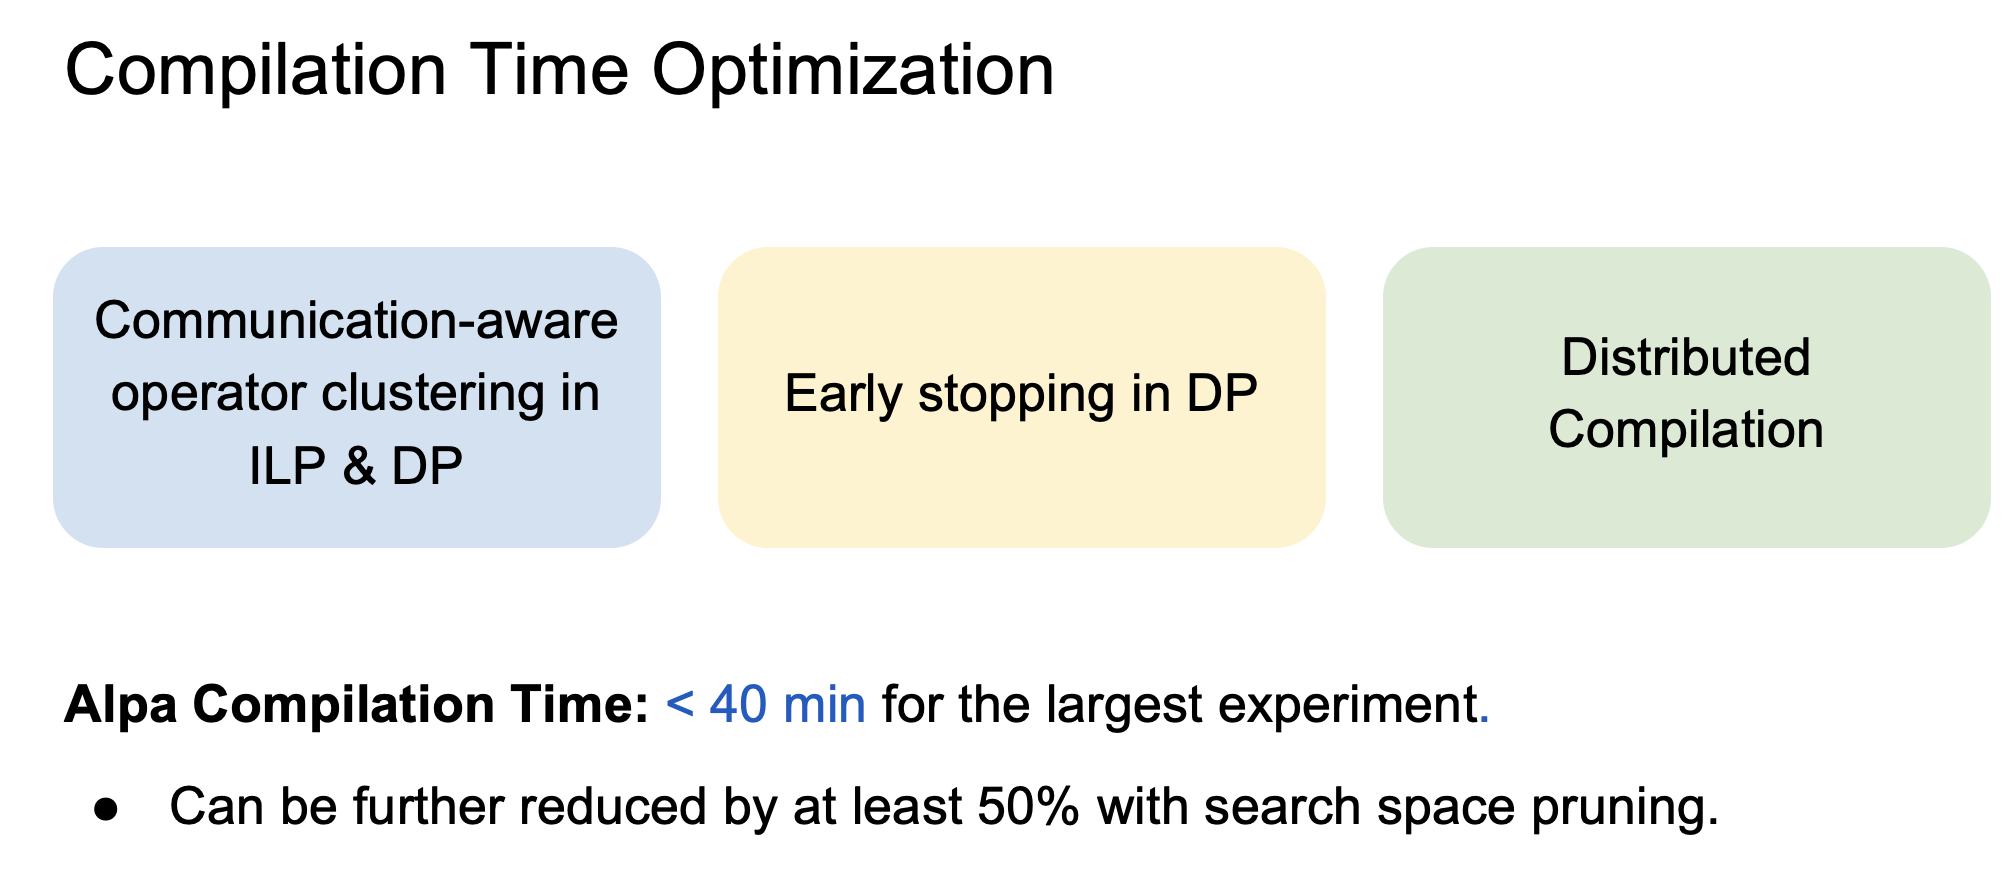 Compilation Time Optimization
Communication-aware
operator clustering in
ILP & DP
Early stopping in DP
Distributed
Compilation
Alpa Compilation Time: < 40 min for the largest experiment.
● Can be further reduced by at least 50% with search space pruning.